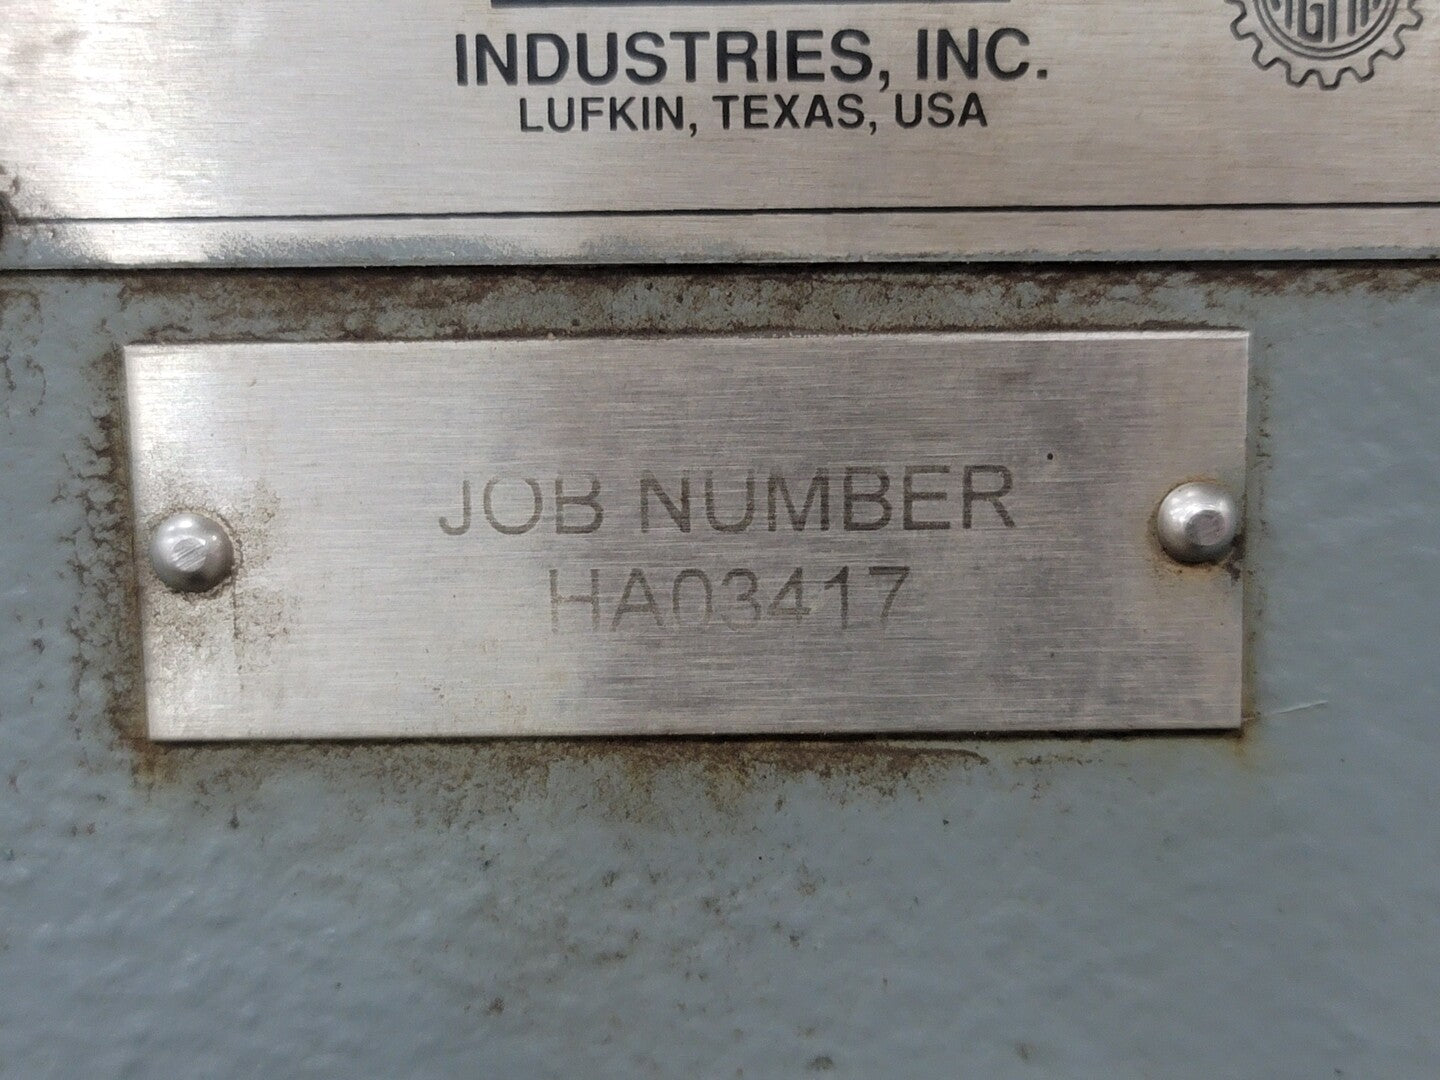 INDUSTRIES, INC.
LUFKIN, TEXAS, USA
JOB NUMBER
HA03417